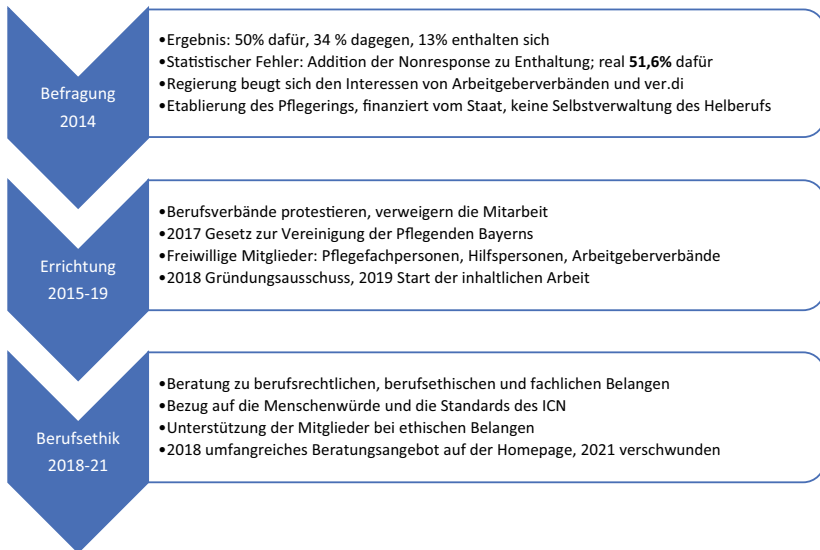 Befragung
2014
•Ergebnis: 50% dafür, 34 % dagegen, 13% enthalten sich
•Statistischer Fehler: Addition der Nonresponse zu Enthaltung; real 51,6% dafür
•Regierung beugt sich den Interessen von Arbeitgeberverbänden und ver.di
•Etablierung des Pflegerings, finanziert vom Staat, keine Selbstverwaltung des Helberufs
Errichtung
2015-19
•Berufsverbände protestieren, verweigern die Mitarbeit
•2017 Gesetz zur Vereinigung der Pflegenden Bayerns
•Freiwillige Mitglieder: Pflegefachpersonen, Hilfspersonen, Arbeitgeberverbände
•2018 Gründungsausschuss, 2019 Start der inhaltlichen Arbeit
Berufsethik
2018-21
•Beratung zu berufsrechtlichen, berufsethischen und fachlichen Belangen
•Bezug auf die Menschenwürde und die Standards des ICN
•Unterstützung der Mitglieder bei ethischen Belangen
•2018 umfangreiches Beratungsangebot auf der Homepage, 2021 verschwunden